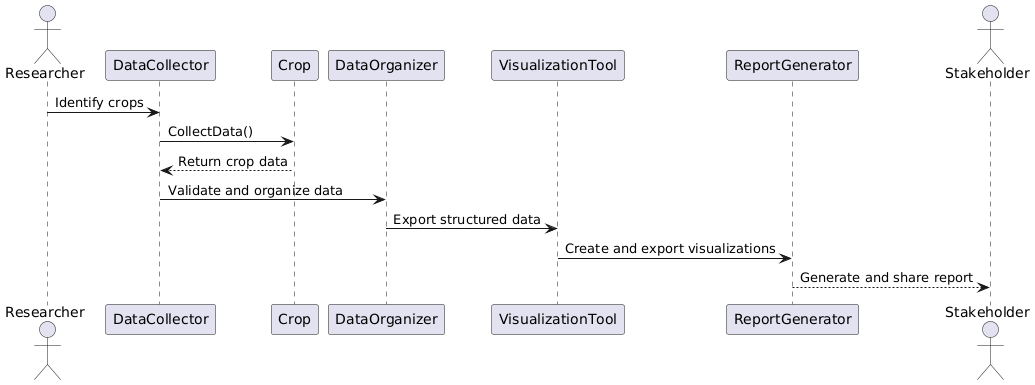 Researcher
DataCollector
Crop
DataOrganizer
VisualizationTool
ReportGenerator
Stakeholder
Identify crops
CollectData()
Return crop data
Validate and organize data
Export structured data
Create and export visualizations
Generate and share report
Researcher
DataCollector
Crop
DataOrganizer
VisualizationTool
ReportGenerator
Stakeholder